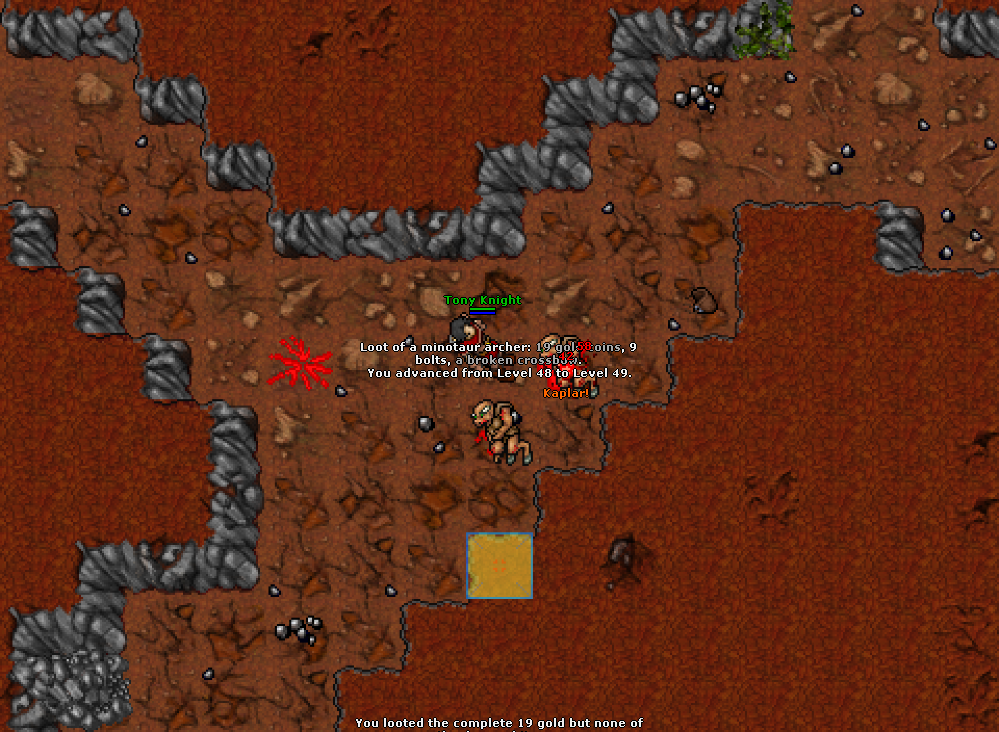 Tony Knight
Loot of a minotaur archer: 19 gold coins, 9
bolts, a broken crossbow.
You advanced from Level 48 to Level 49.
Kaplar!
You looted the complete 19 gold but none of